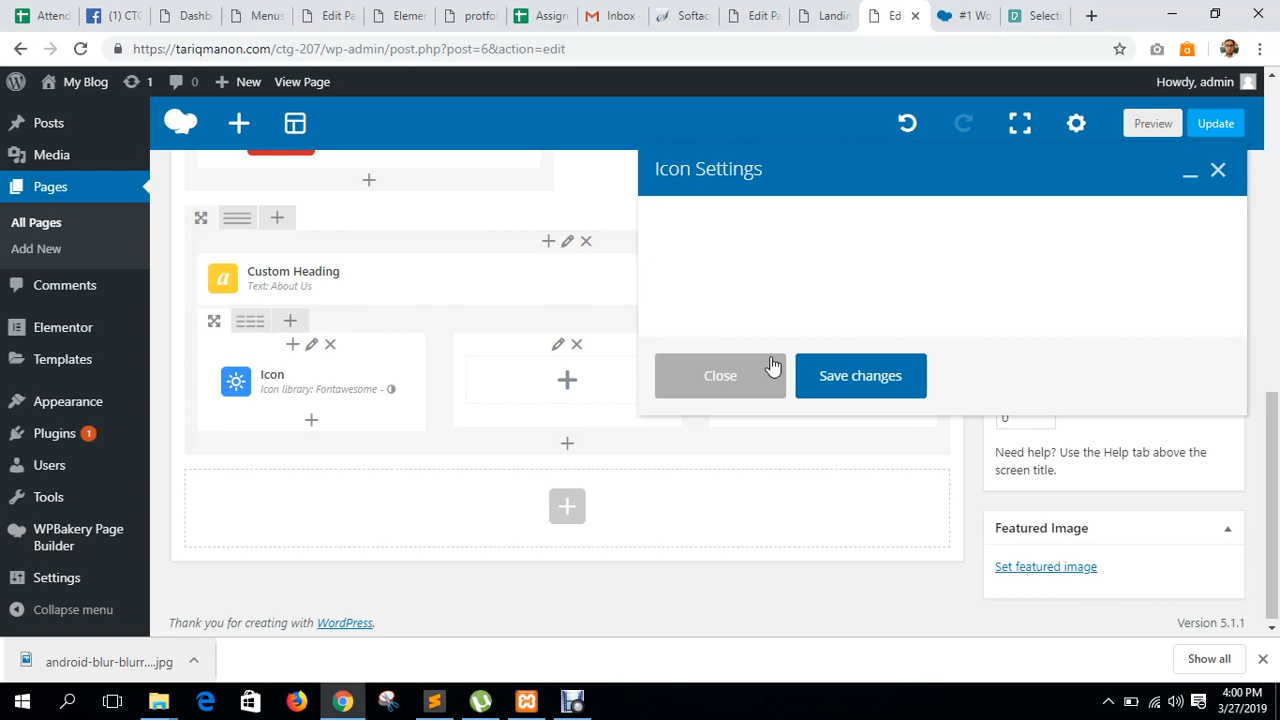 Attend
(1) CTC
Dashb
Menus
Edit Pa
Eleme
protfol
Assign
Inbox -
Softac
Edit Pa
Landin
Edi
#1 Wo
Selecti
https://tariqmanon.com/ctg-207/wp-admin/post.php?post=6&action=edit
My Blog
1
0
New
View Page
Howdy, admin
Posts
Media
Pages
All Pages
Add New
Comments
Elementor
Templates
Appearance
Plugins 1
Users
Tools
WPBakery Page
Builder
Settings
Collapse menu
Preview
Update
Icon Settings
Close
Save changes
Custom Heading
Text: About Us
Icon
Icon library: Fontawesome -
0
Need help? Use the Help tab above the
screen title.
Featured Image
Set featured image
Thank you for creating with WordPress.
Version 5.1.1
android-blur-blurr....jpg
Show all
4:00 PM
3/27/2019